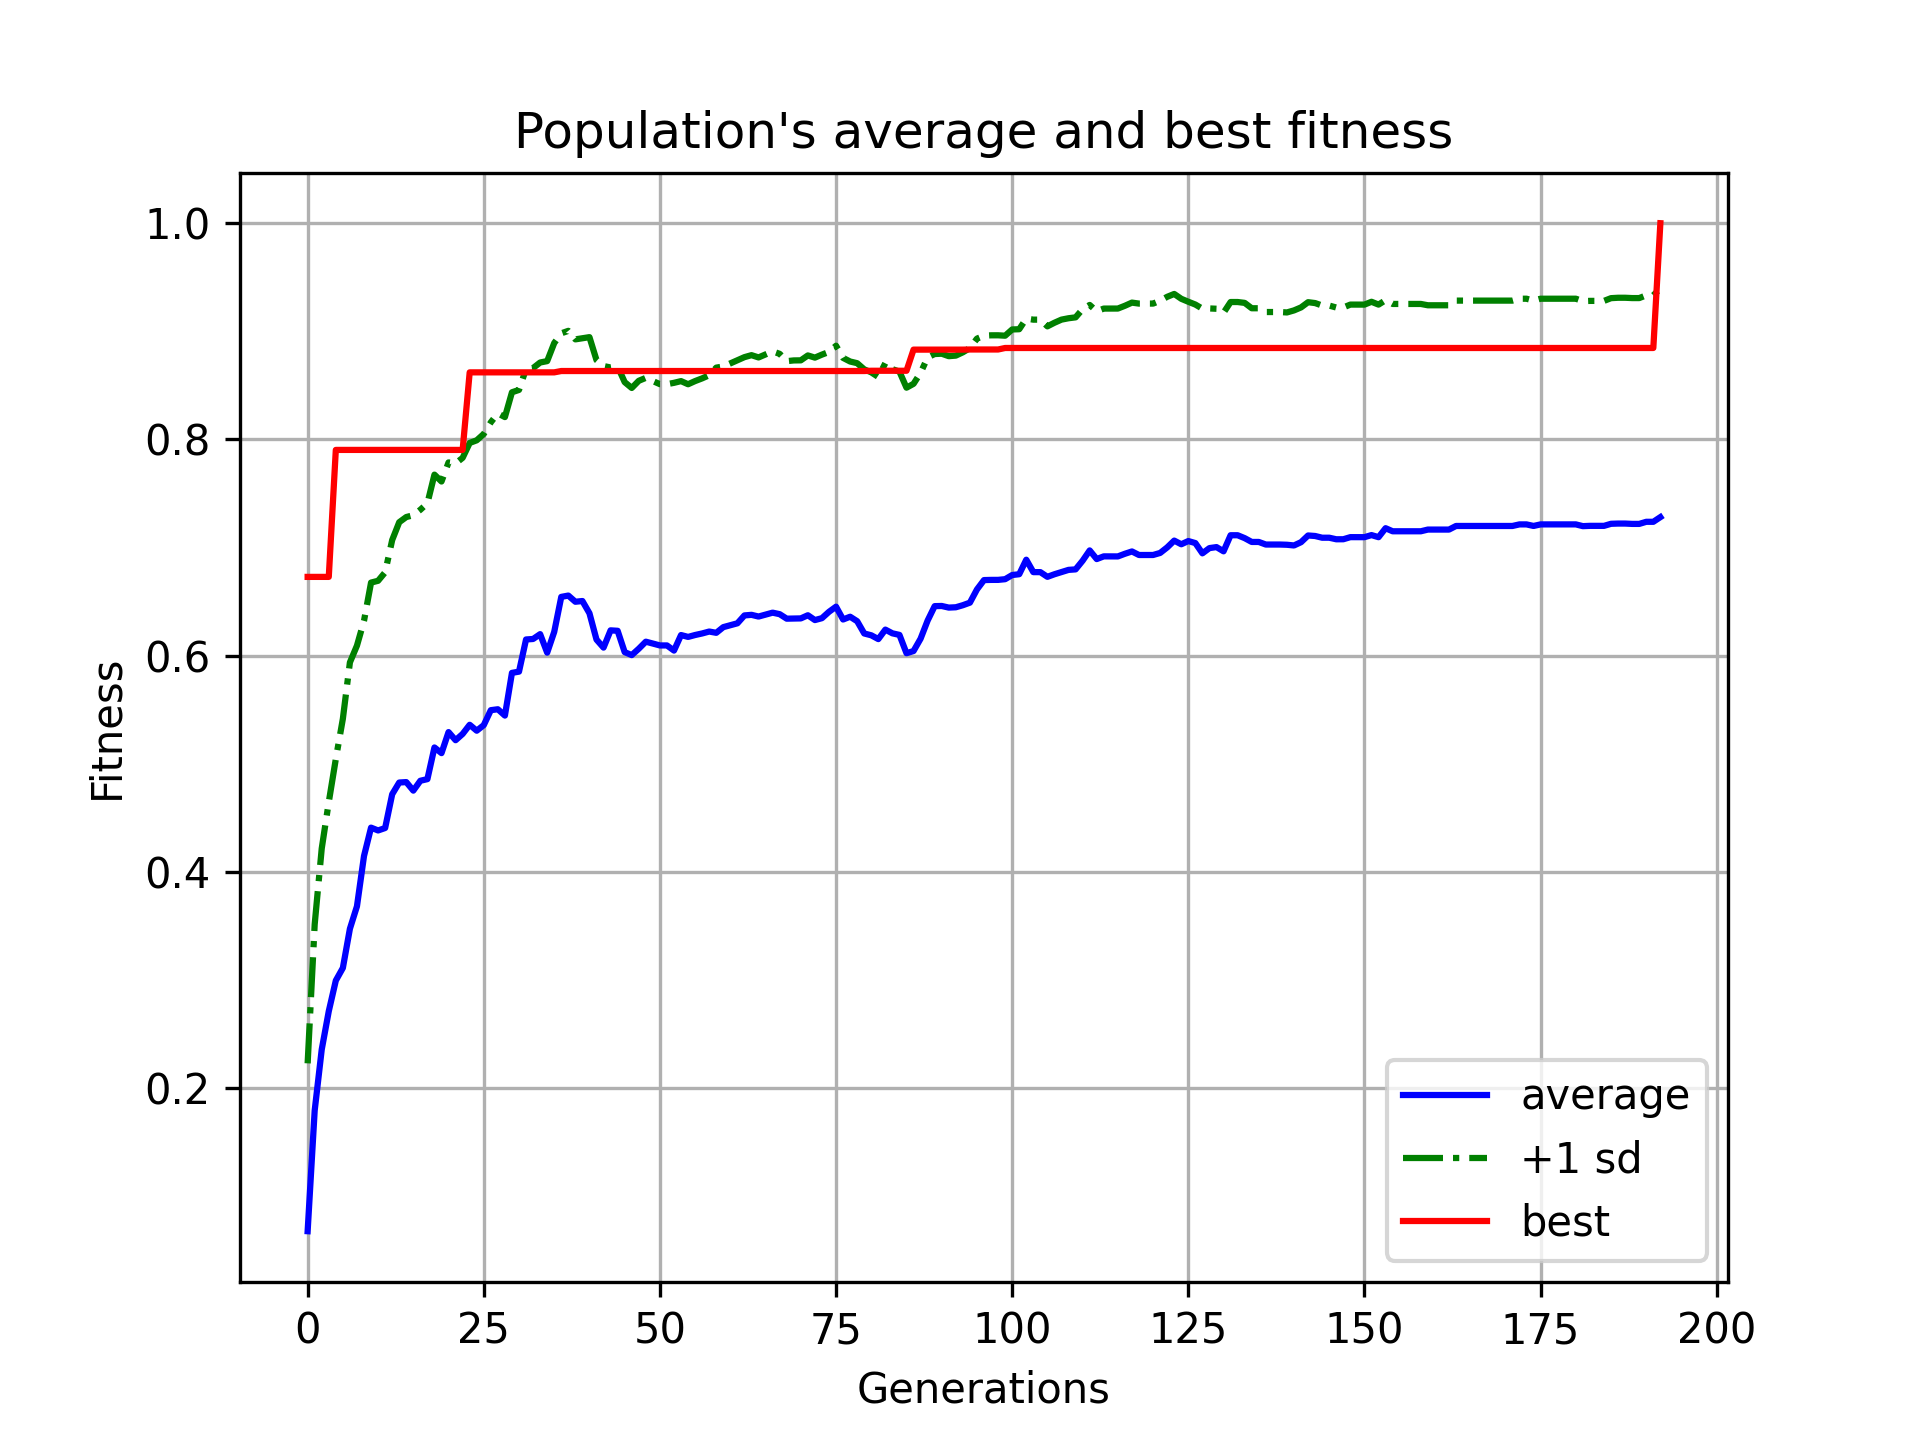 Population's average and best fitness
1.0
0.8
0.6
0.4
0.2
Fitness
average
+1 sd
best
0 25 50 75 100 125 150 175 200
Generations